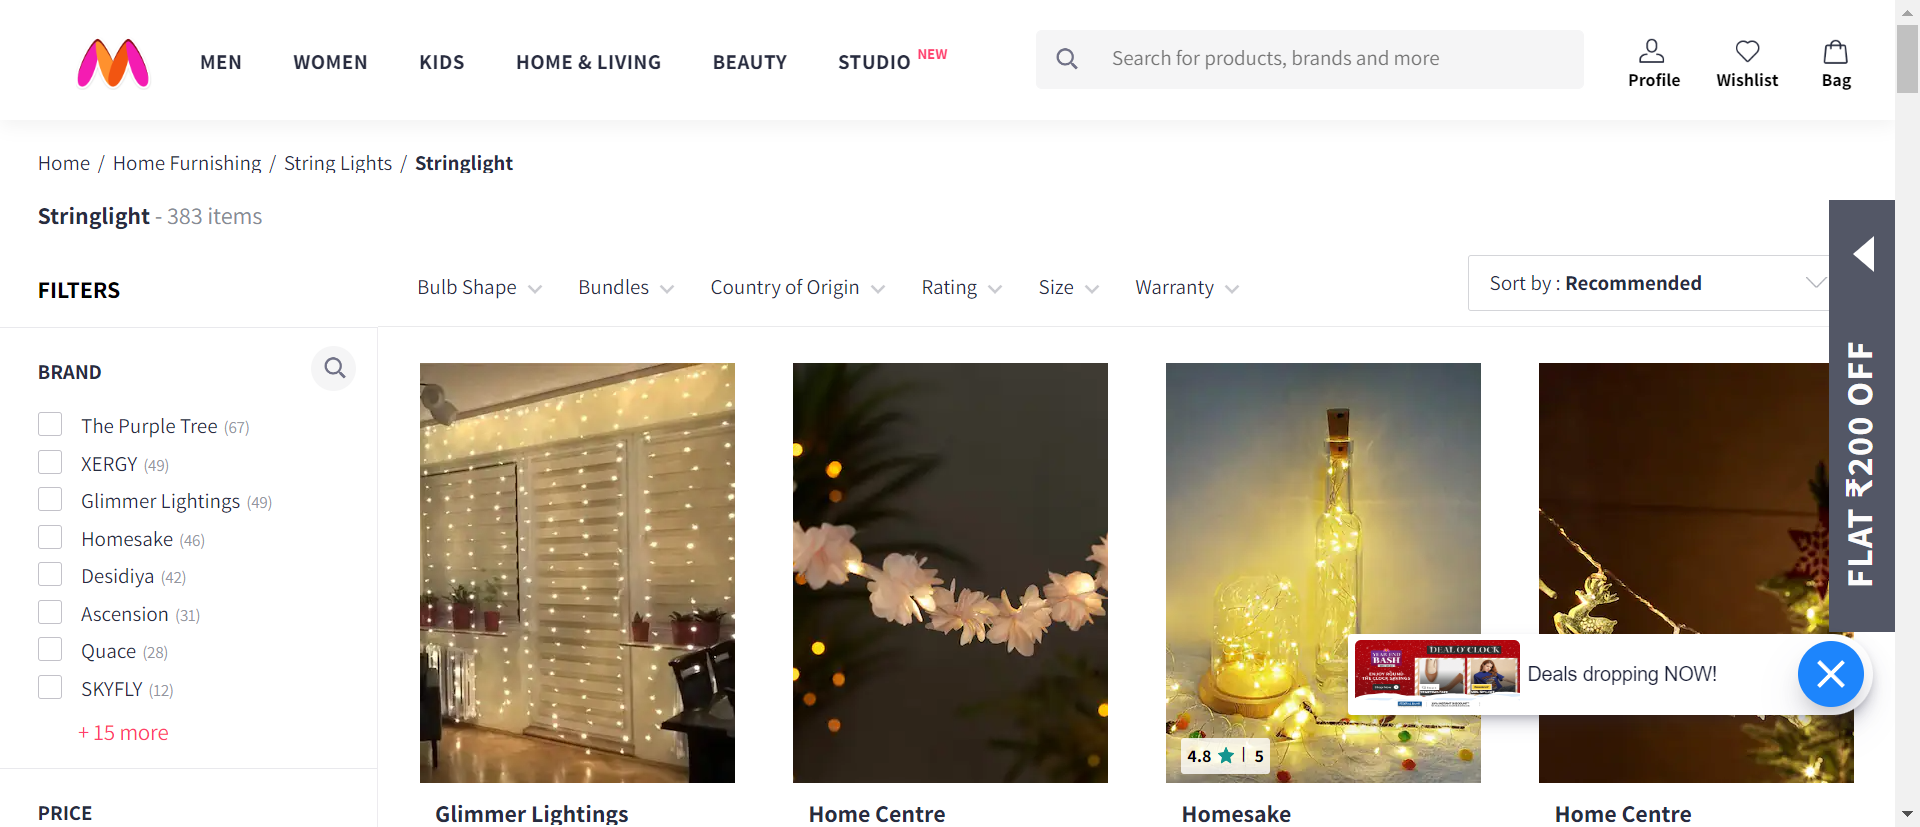 MEN WOMEN KIDS HOME & LIVING BEAUTY STUDIO NEW
Search for products, brands and more
Profile Wishlist Bag
Home / Home Furnishing / String Lights / Stringlight
Stringlight - 383 items
FILTERS
Bulb Shape Bundles Country of Origin Rating Size Warranty
Sort by : Recommended
BRAND
The Purple Tree (67)
XERGY (49)
Glimmer Lightings (49)
Homesake (46)
Desidiya (42)
Ascension (31)
Quace (28)
SKYFLY (12)
+ 15 more
PRICE
4.8 | 5
Glimmer Lightings
Home Centre
Homesake
Home Centre
FLAT ₹200 OFF
YEAR END
BASH
DEAL O'CLOCK
Deals dropping NOW!